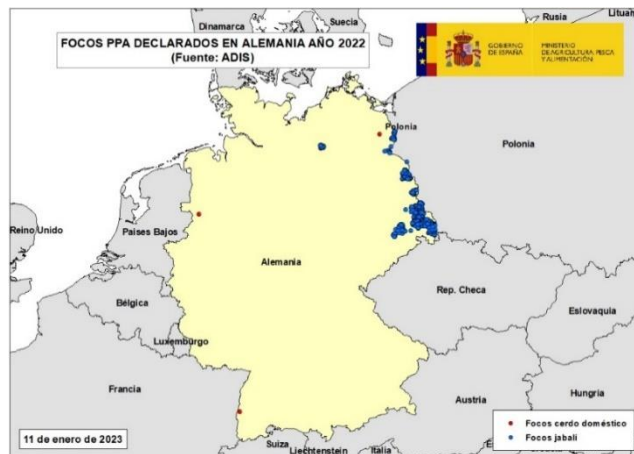 Dinamarca
Suecia
Rusia
Lituan
FOCOS PPA DECLARADOS EN ALEMANIA AÑO 2022
(Fuente: ADIS)
GOBIERNO
DE ESPAÑA
MINISTERIO
DE AGRICULTURA, PESCA
Y ALIMENTACIÓN
Polonia
Polonia
Reino Unido
Paises Bajos
Alemania
Bélgica
Rep. Checa
Eslovaquia
Luxemburgo
Francia
Austria
Hungría
11 de enero de 2023
Suiza
Liechtenstein
Italia
Focos cerdo doméstico
Focos jabalí